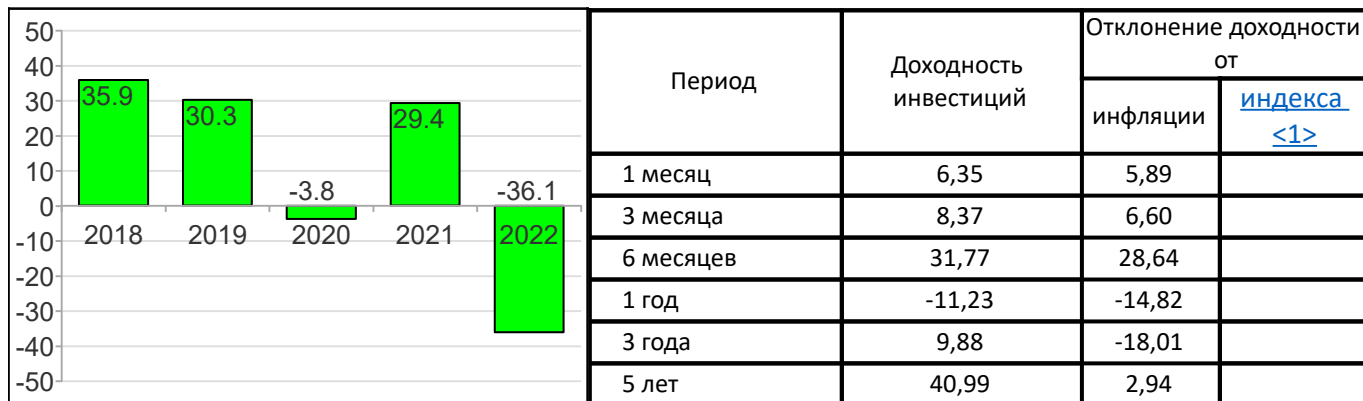 50
40
30
20
10
0
-10
-20
-30
-40
-50
35.9
30.3
-3.8
29.4
-36.1
2018
2019
2020
2021
2022
Период
Доходность
инвестиций
Отклонение доходности
от
инфляции
индекса
<1>
1 месяц 6,35 5,89
3 месяца 8,37 6,60
6 месяцев 31,77 28,64
1 год -11,23 -14,82
3 года 9,88 -18,01
5 лет 40,99 2,94